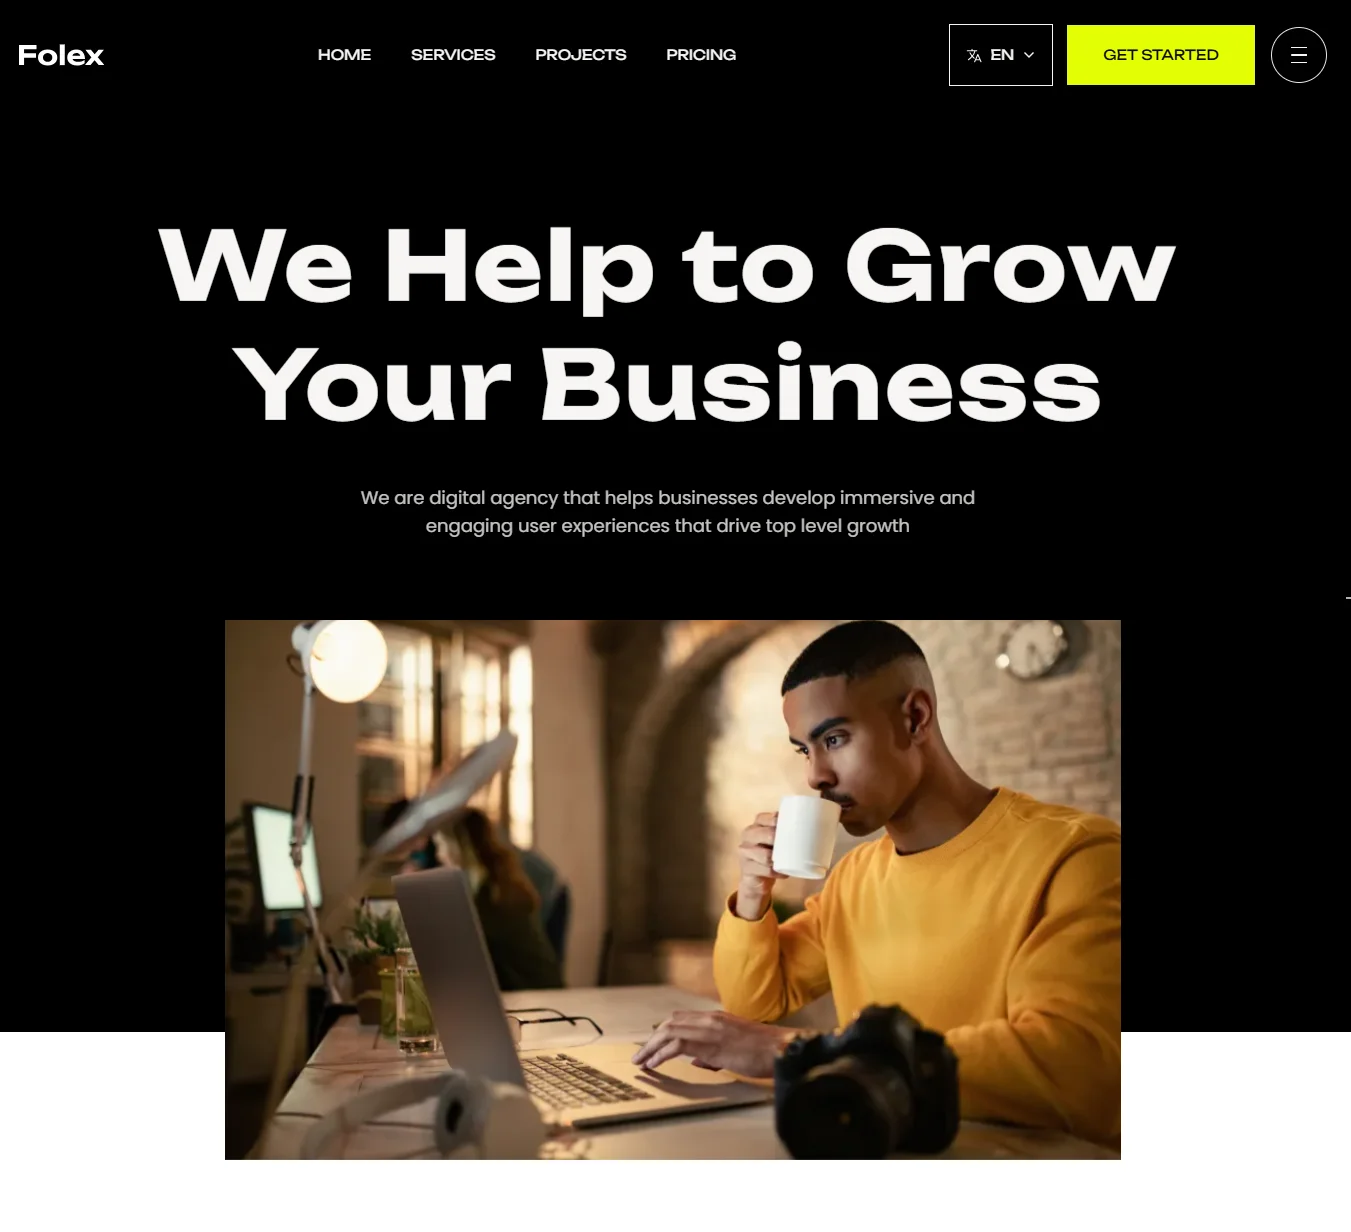 Folex
HOME
SERVICES
PROJECTS
PRICING
EN
GET STARTED
We Help to Grow
Your Business
We are digital agency that helps businesses develop immersive and
engaging user experiences that drive top level growth